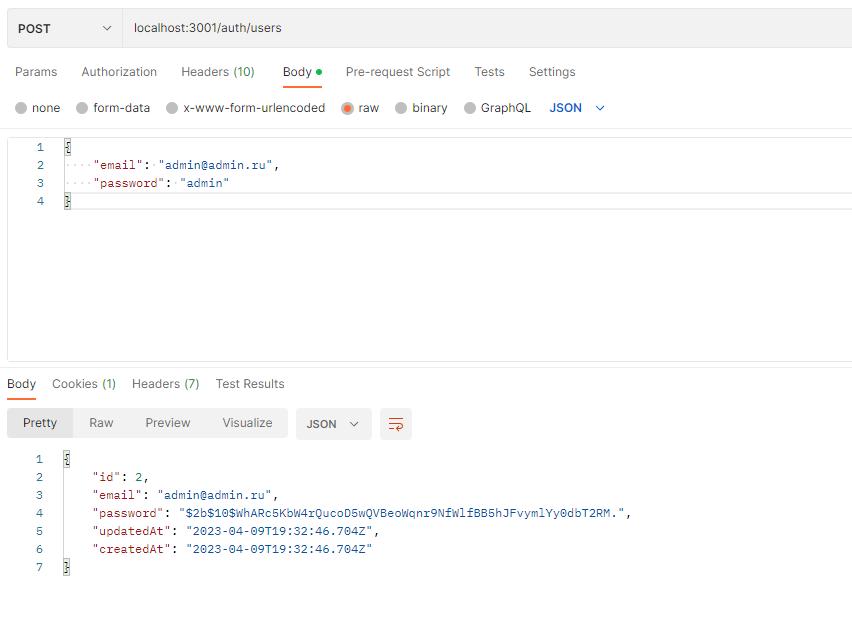 POST localhost:3001/auth/users
Params Authorization Headers (10) Body Pre-request Script Tests Settings
none form-data x-www-form-urlencoded raw binary GraphQL JSON
1 {
2 "email": "admin@admin.ru",
3 "password": "admin"
4 }
Body Cookies (1) Headers (7) Test Results
Pretty Raw Preview Visualize JSON
1 {
2 "id": 2,
3 "email": "admin@admin.ru",
4 "password": "$2b$10$WhARc5KbW4rQucoD5wQVBeoWqnr9NfWlfBB5hJFvymlYy0dbT2RM.",
5 "updatedAt": "2023-04-09T19:32:46.704Z",
6 "createdAt": "2023-04-09T19:32:46.704Z"
7 }